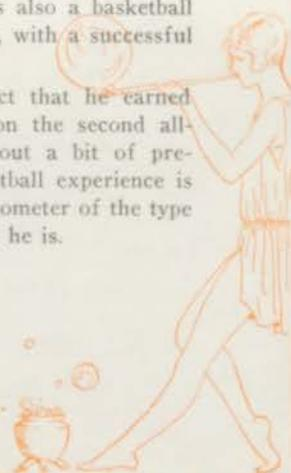 s also a basketball
, with a successful
ct that he earned
on the second all-
out a bit of pre-
tball experience is
ometer of the type
he is.